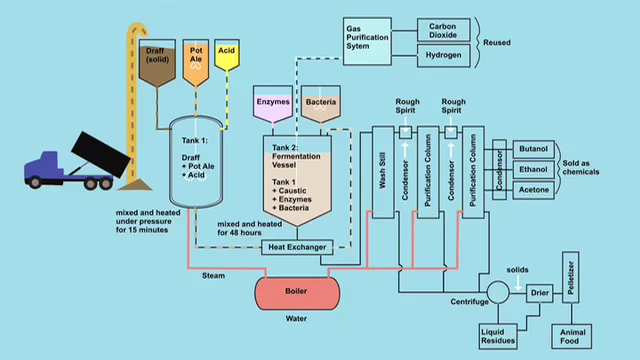 Draff
(solid)
Pot
Ale
Acid
Gas
Purification
Sytem
Carbon
Dioxide
Hydrogen
Reused
Enzymes
Bacteria
Rough
Spirit
Rough
Spirit
Tank 1:
Draff
+ Pot Ale
+ Acid
Tank 2:
Fermentation
Vessel
Tank 1
+ Caustic
+ Enzymes
+ Bacteria
Wash Still
Condensor
Purification Column
Condensor
Purification Column
Condensor
Butanol
Ethanol
Acetone
Sold as
chemicals
mixed and heated
under pressure
for 15 minutes
mixed and heated
for 48 hours
Heat Exchanger
Steam
Boiler
Water
Centrifuge
solids
Drier
Pelletizer
Liquid
Residues
Animal
Food